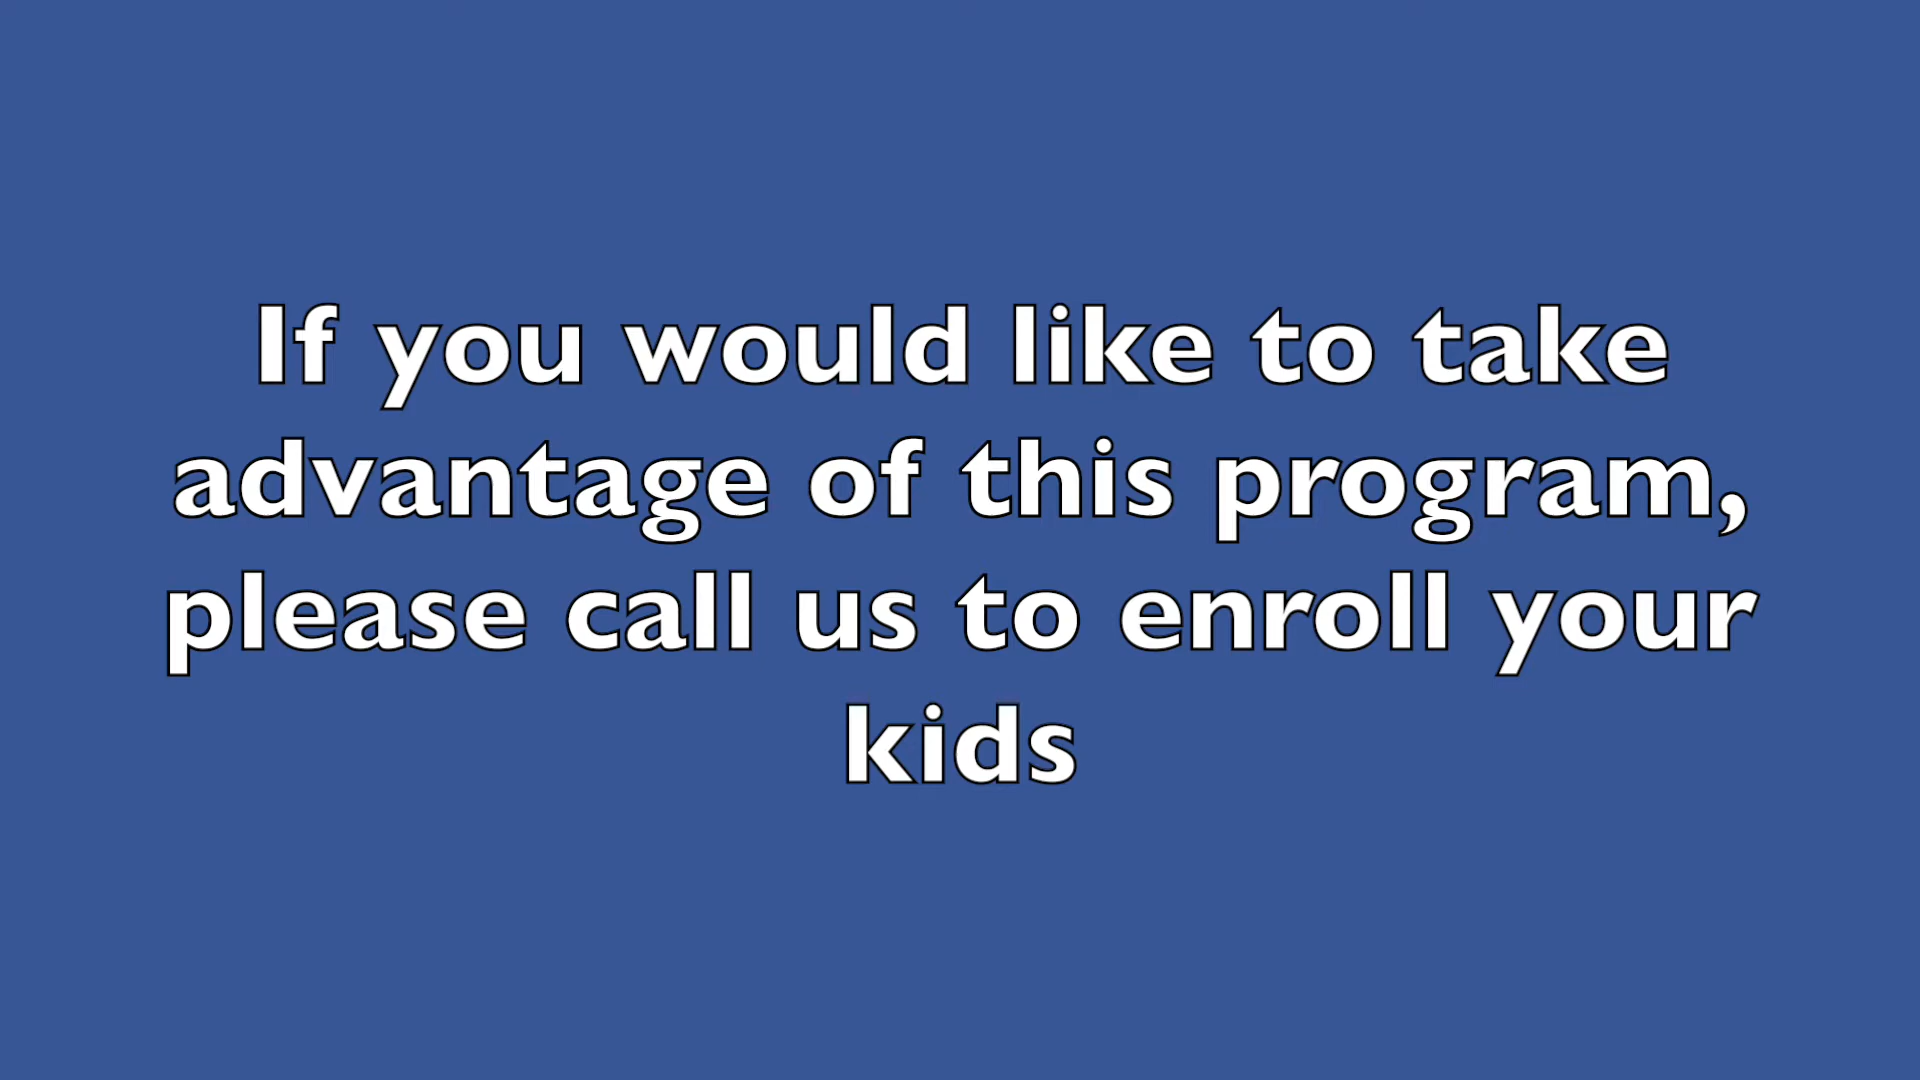 If you would like to take
advantage of this program,
please call us to enroll your
kids